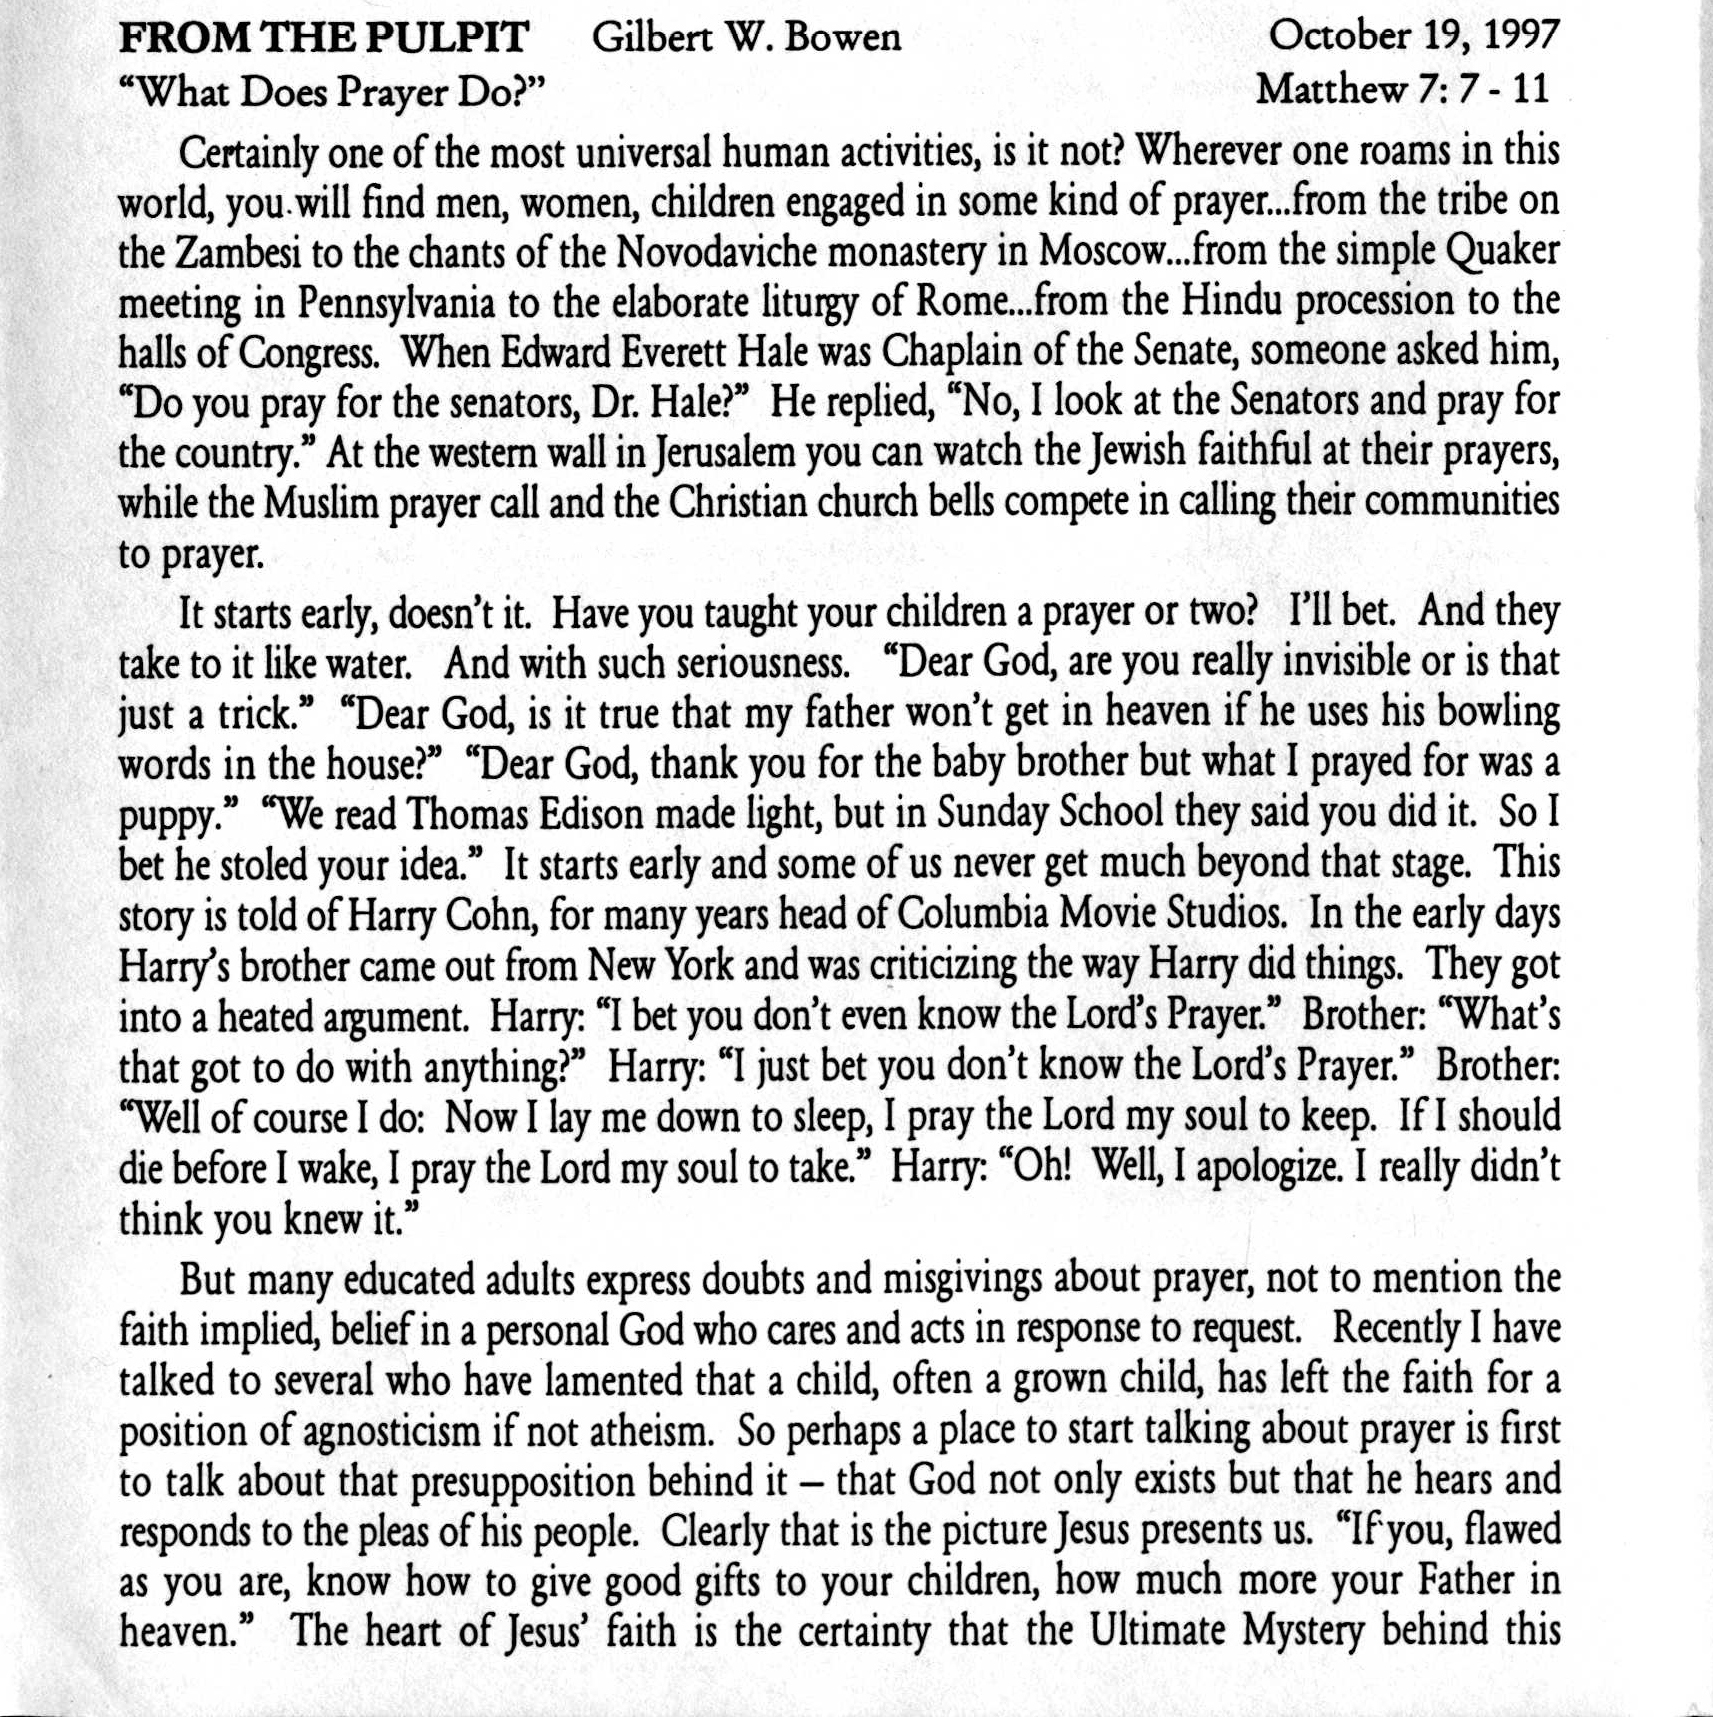 FROM THE PULPIT Gilbert W. Bowen October 19, 1997
“What Does Prayer Do?” Matthew 7: 7 - 11
Certainly one of the most universal human activities, is it not? Wherever one roams in this
world, you will find men, women, children engaged in some kind of prayer...from the tribe on
the Zambesi to the chants of the Novodaviche monastery in Moscow...from the simple Quaker
meeting in Pennsylvania to the elaborate liturgy of Rome...from the Hindu procession to the
halls of Congress. When Edward Everett Hale was Chaplain of the Senate, someone asked him,
“Do you pray for the senators, Dr. Hale?” He replied, “No, I look at the Senators and pray for
the country.” At the western wall in Jerusalem you can watch the Jewish faithful at their prayers,
while the Muslim prayer call and the Christian church bells compete in calling their communities
to prayer.
It starts early, doesn’t it. Have you taught your children a prayer or two? I’ll bet. And they
take to it like water. And with such seriousness. “Dear God, are you really invisible or is that
just a trick.” “Dear God, is it true that my father won’t get in heaven if he uses his bowling
words in the house?” “Dear God, thank you for the baby brother but what I prayed for was a
puppy.” “We read Thomas Edison made light, but in Sunday School they said you did it. So I
bet he stoled your idea.” It starts early and some of us never get much beyond that stage. This
story is told of Harry Cohn, for many years head of Columbia Movie Studios. In the early days
Harry’s brother came out from New York and was criticizing the way Harry did things. They got
into a heated argument. Harry: “I bet you don’t even know the Lord’s Prayer.” Brother: “What’s
that got to do with anything?” Harry: “I just bet you don’t know the Lord’s Prayer.” Brother:
“Well of course I do: Now I lay me down to sleep, I pray the Lord my soul to keep. If I should
die before I wake, I pray the Lord my soul to take.” Harry: “Oh! Well, I apologize. I really didn’t
think you knew it.”
But many educated adults express doubts and misgivings about prayer, not to mention the
faith implied, belief in a personal God who cares and acts in response to request. Recently I have
talked to several who have lamented that a child, often a grown child, has left the faith for a
position of agnosticism if not atheism. So perhaps a place to start talking about prayer is first
to talk about that presupposition behind it – that God not only exists but that he hears and
responds to the pleas of his people. Clearly that is the picture Jesus presents us. “If you, flawed
as you are, know how to give good gifts to your children, how much more your Father in
heaven.” The heart of Jesus’ faith is the certainty that the Ultimate Mystery behind this